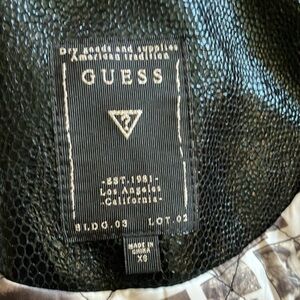 Dry goods and supplies
American tradition
GUESS
?
-EST.1981-
Los Angeles
-California-
BLDG.03 LOT.02
MADE IN
XS